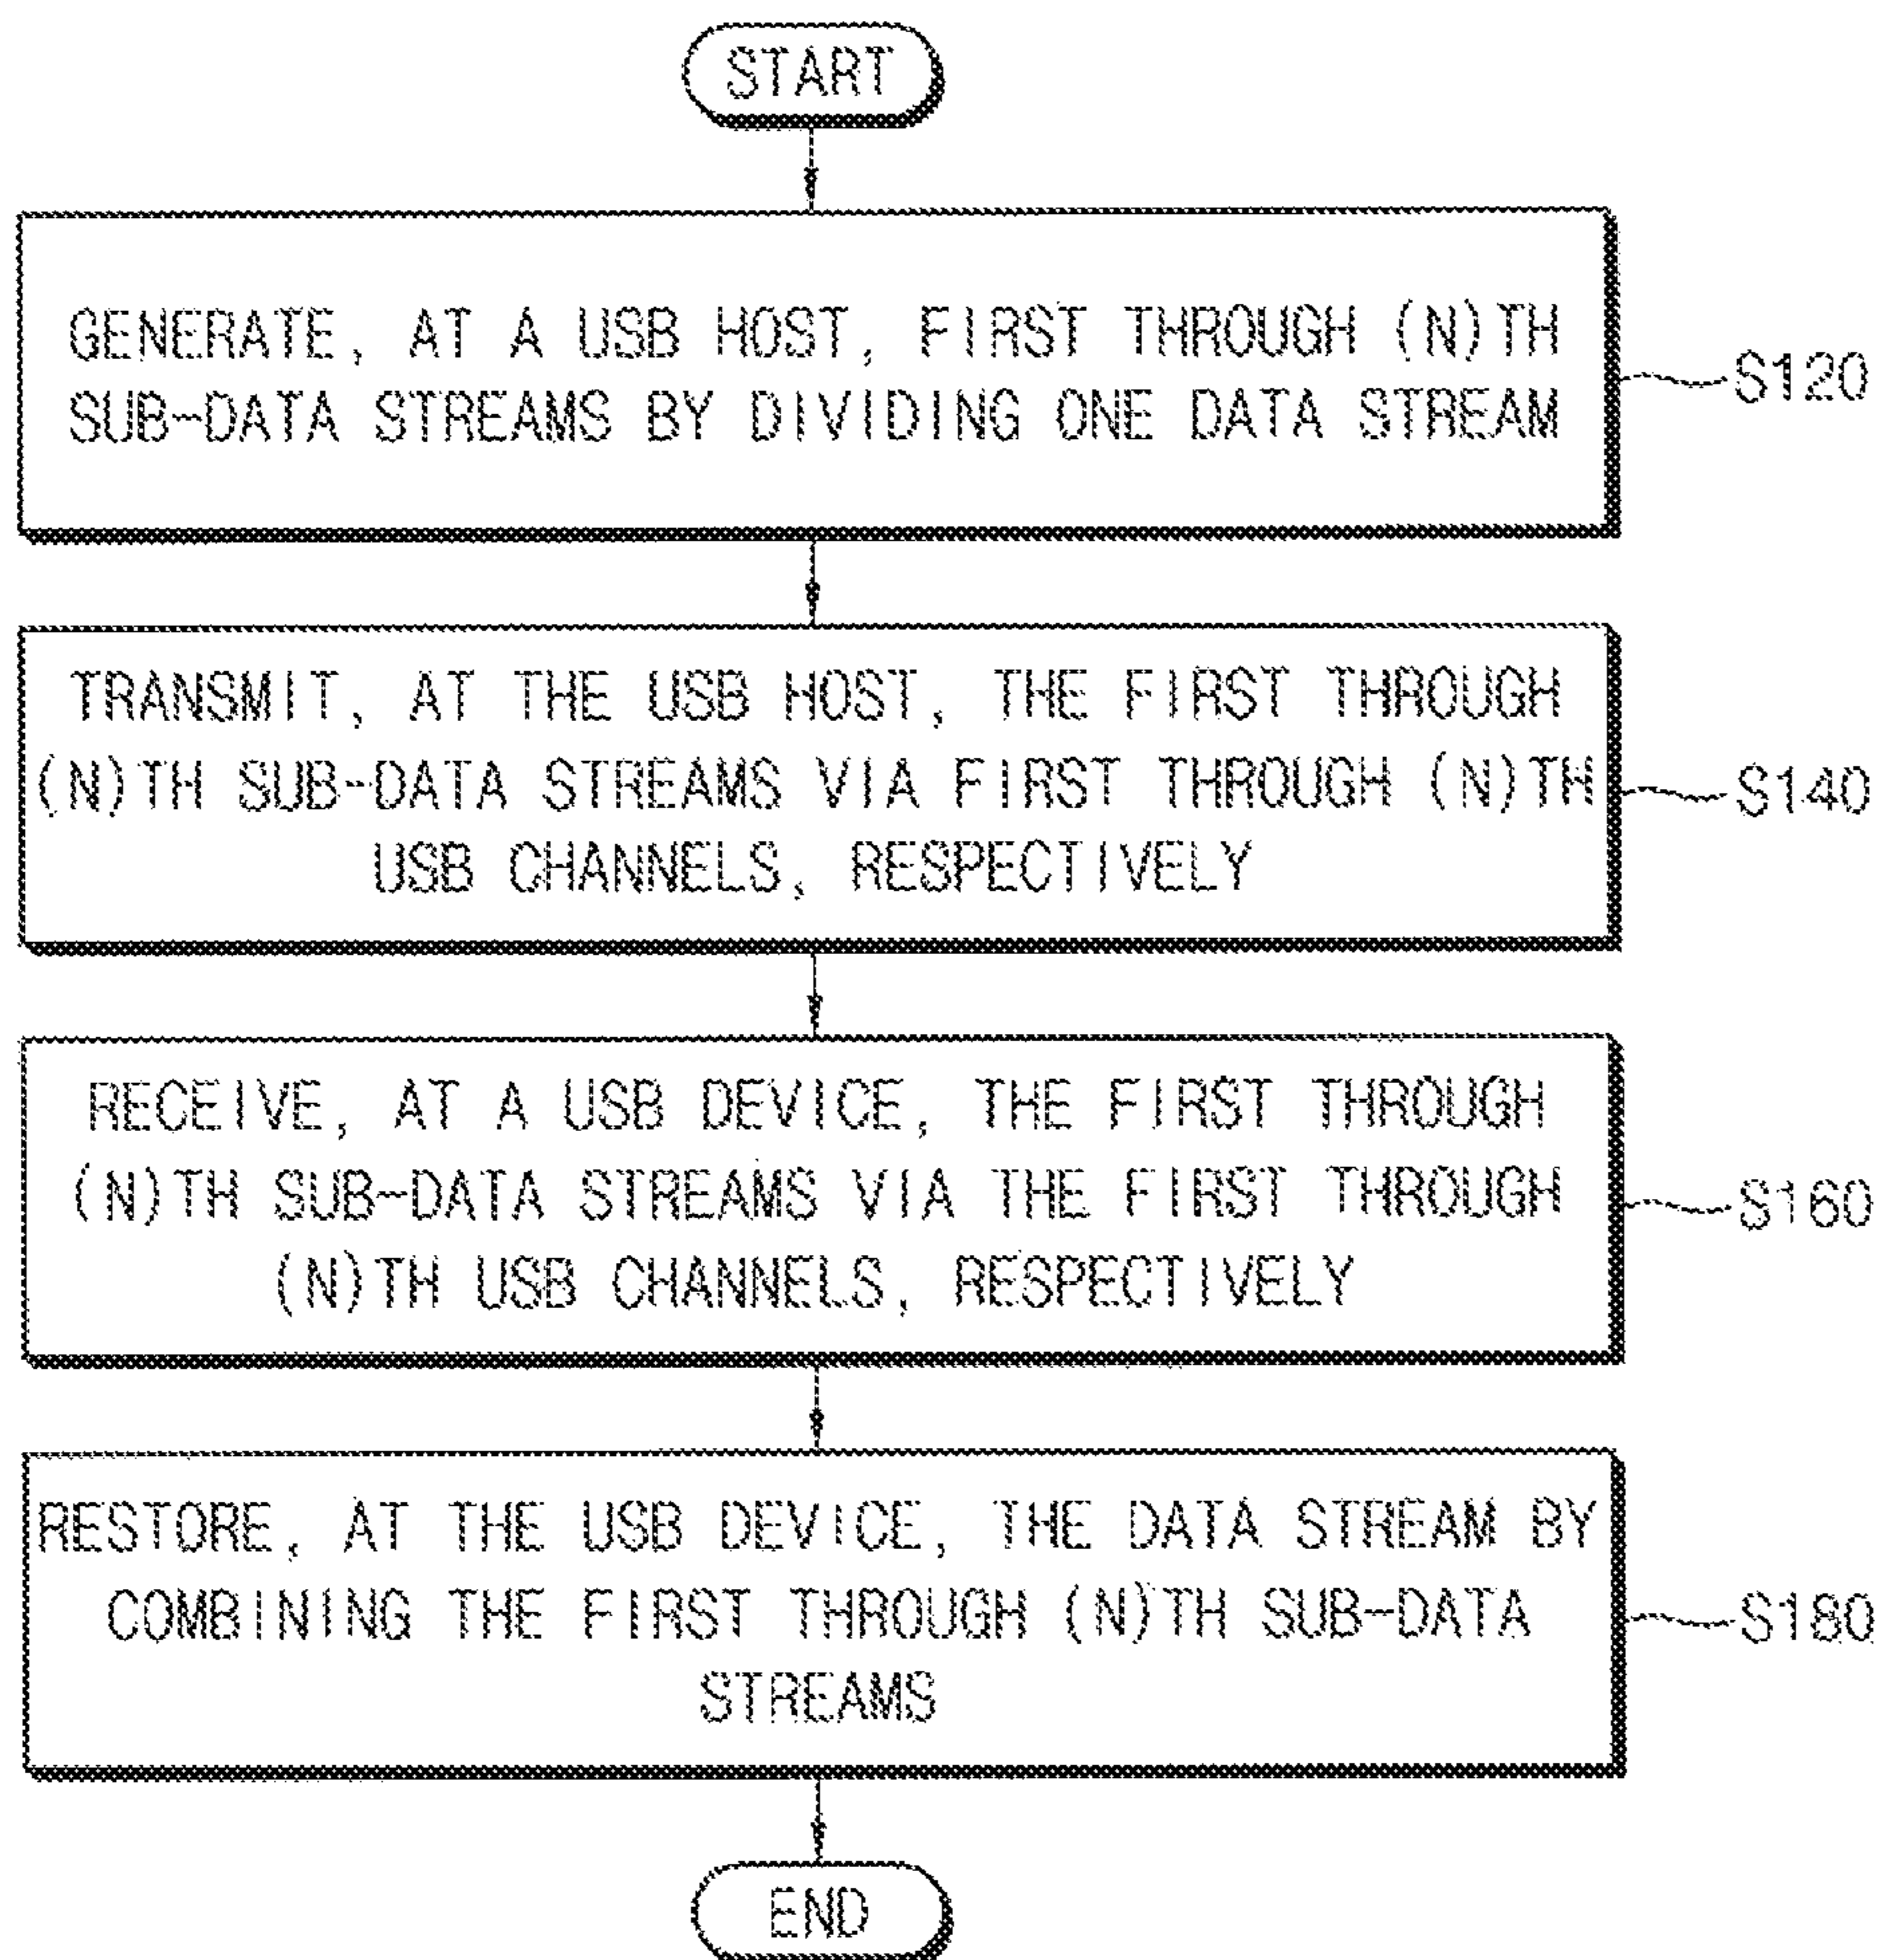 START
GENERATE, AT A USB HOST, FIRST THROUGH (N)TH
SUB-DATA STREAMS BY DIVIDING ONE DATA STREAM
S120
TRANSMIT, AT THE USB HOST, THE FIRST THROUGH
(N)TH SUB-DATA STREAMS VIA FIRST THROUGH (N)TH
USB CHANNELS, RESPECTIVELY
S140
RECEIVE, AT A USB DEVICE, THE FIRST THROUGH
(N)TH SUB-DATA STREAMS VIA THE FIRST THROUGH
(N)TH USB CHANNELS, RESPECTIVELY
S160
RESTORE, AT THE USB DEVICE, THE DATA STREAM BY
COMBINING THE FIRST THROUGH (N)TH SUB-DATA
STREAMS
S180
END